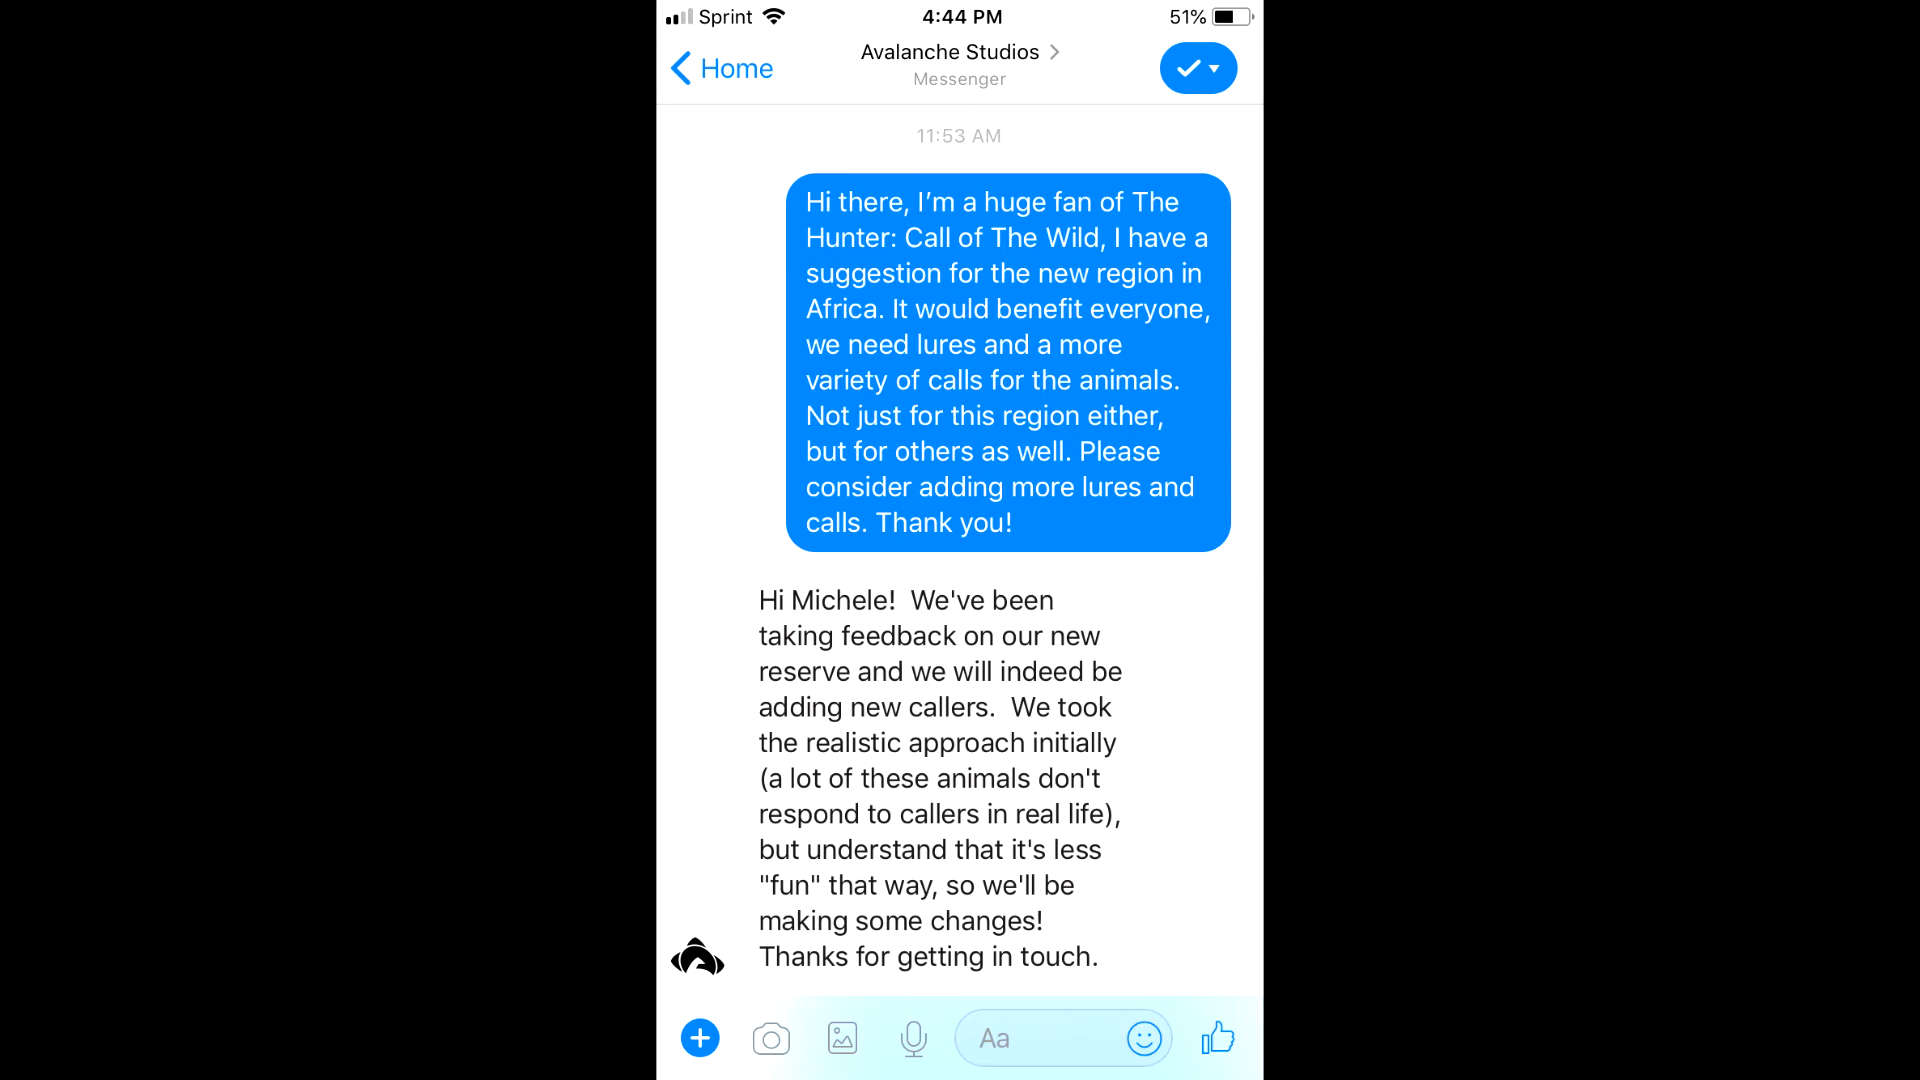 Sprint 4:44 PM 51%
Home Avalanche Studios
Messenger
11:53 AM
Hi there, I’m a huge fan of The
Hunter: Call of The Wild, I have a
suggestion for the new region in
Africa. It would benefit everyone,
we need lures and a more
variety of calls for the animals.
Not just for this region either,
but for others as well. Please
consider adding more lures and
calls. Thank you!
Hi Michele!  We've been
taking feedback on our new
reserve and we will indeed be
adding new callers.  We took
the realistic approach initially
(a lot of these animals don't
respond to callers in real life),
but understand that it's less
"fun" that way, so we'll be
making some changes!
Thanks for getting in touch.
Aa